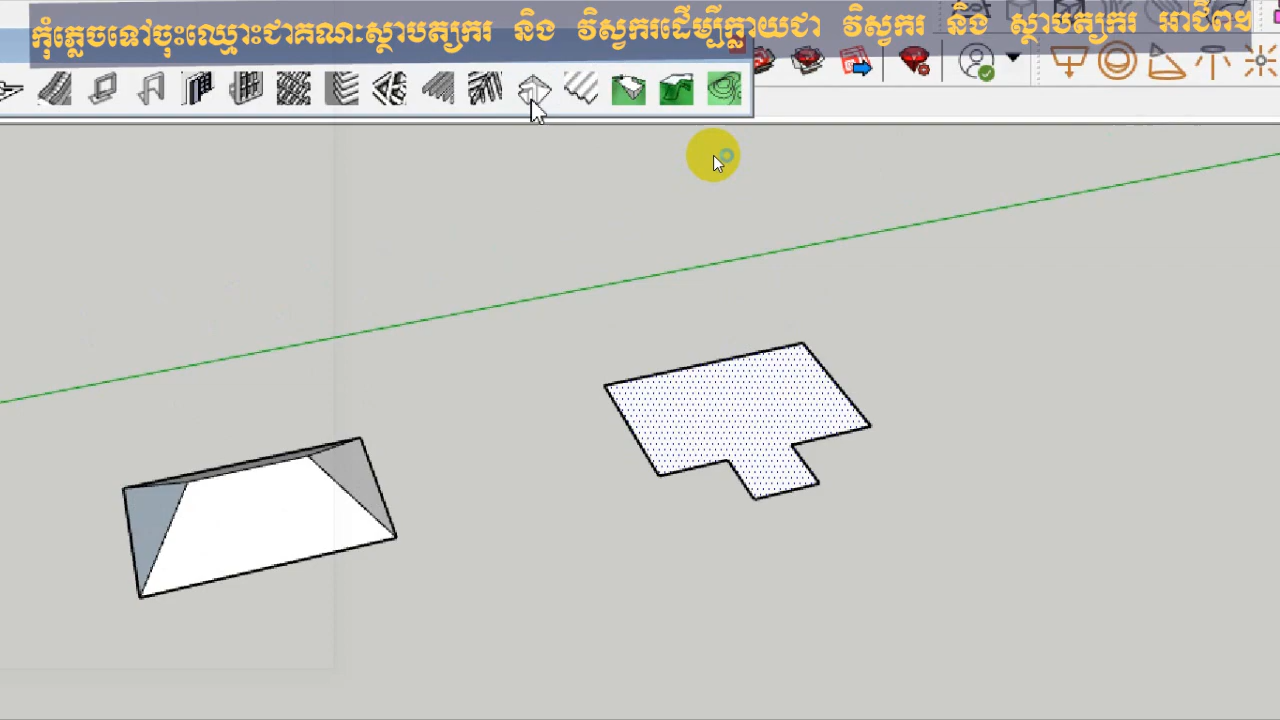 កុំភ្លេចទៅចុះឈ្មោះជាគណៈស្ថាបត្យករ និង វិស្វករដើម្បីក្លាយជា វិស្វករ និង ស្ថាបត្យករ អាជីព៕